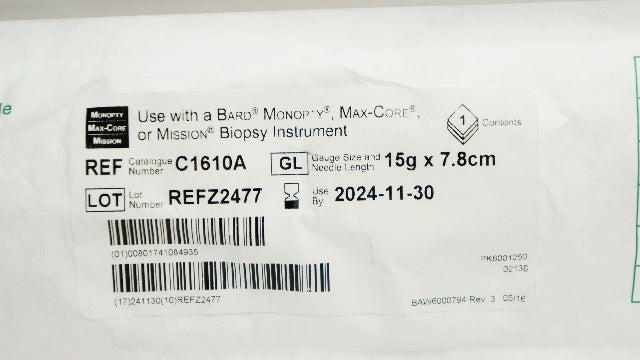 le
MONOPTY
MAX-CORE
MISSION
Use with a BARD® MONOPTY®, MAX-CORE®,
or MISSION® Biopsy Instrument
1 Contents
REF Catalogue Number C1610A
GL Gauge Size and Needle Length 15g x 7.8cm
LOT Lot Number REFZ2477
Use By 2024-11-30
(01)00801741084935
(17)241130(10)REFZ2477
PK6001290
02136
BAW6000794 Rev. 3 05/16